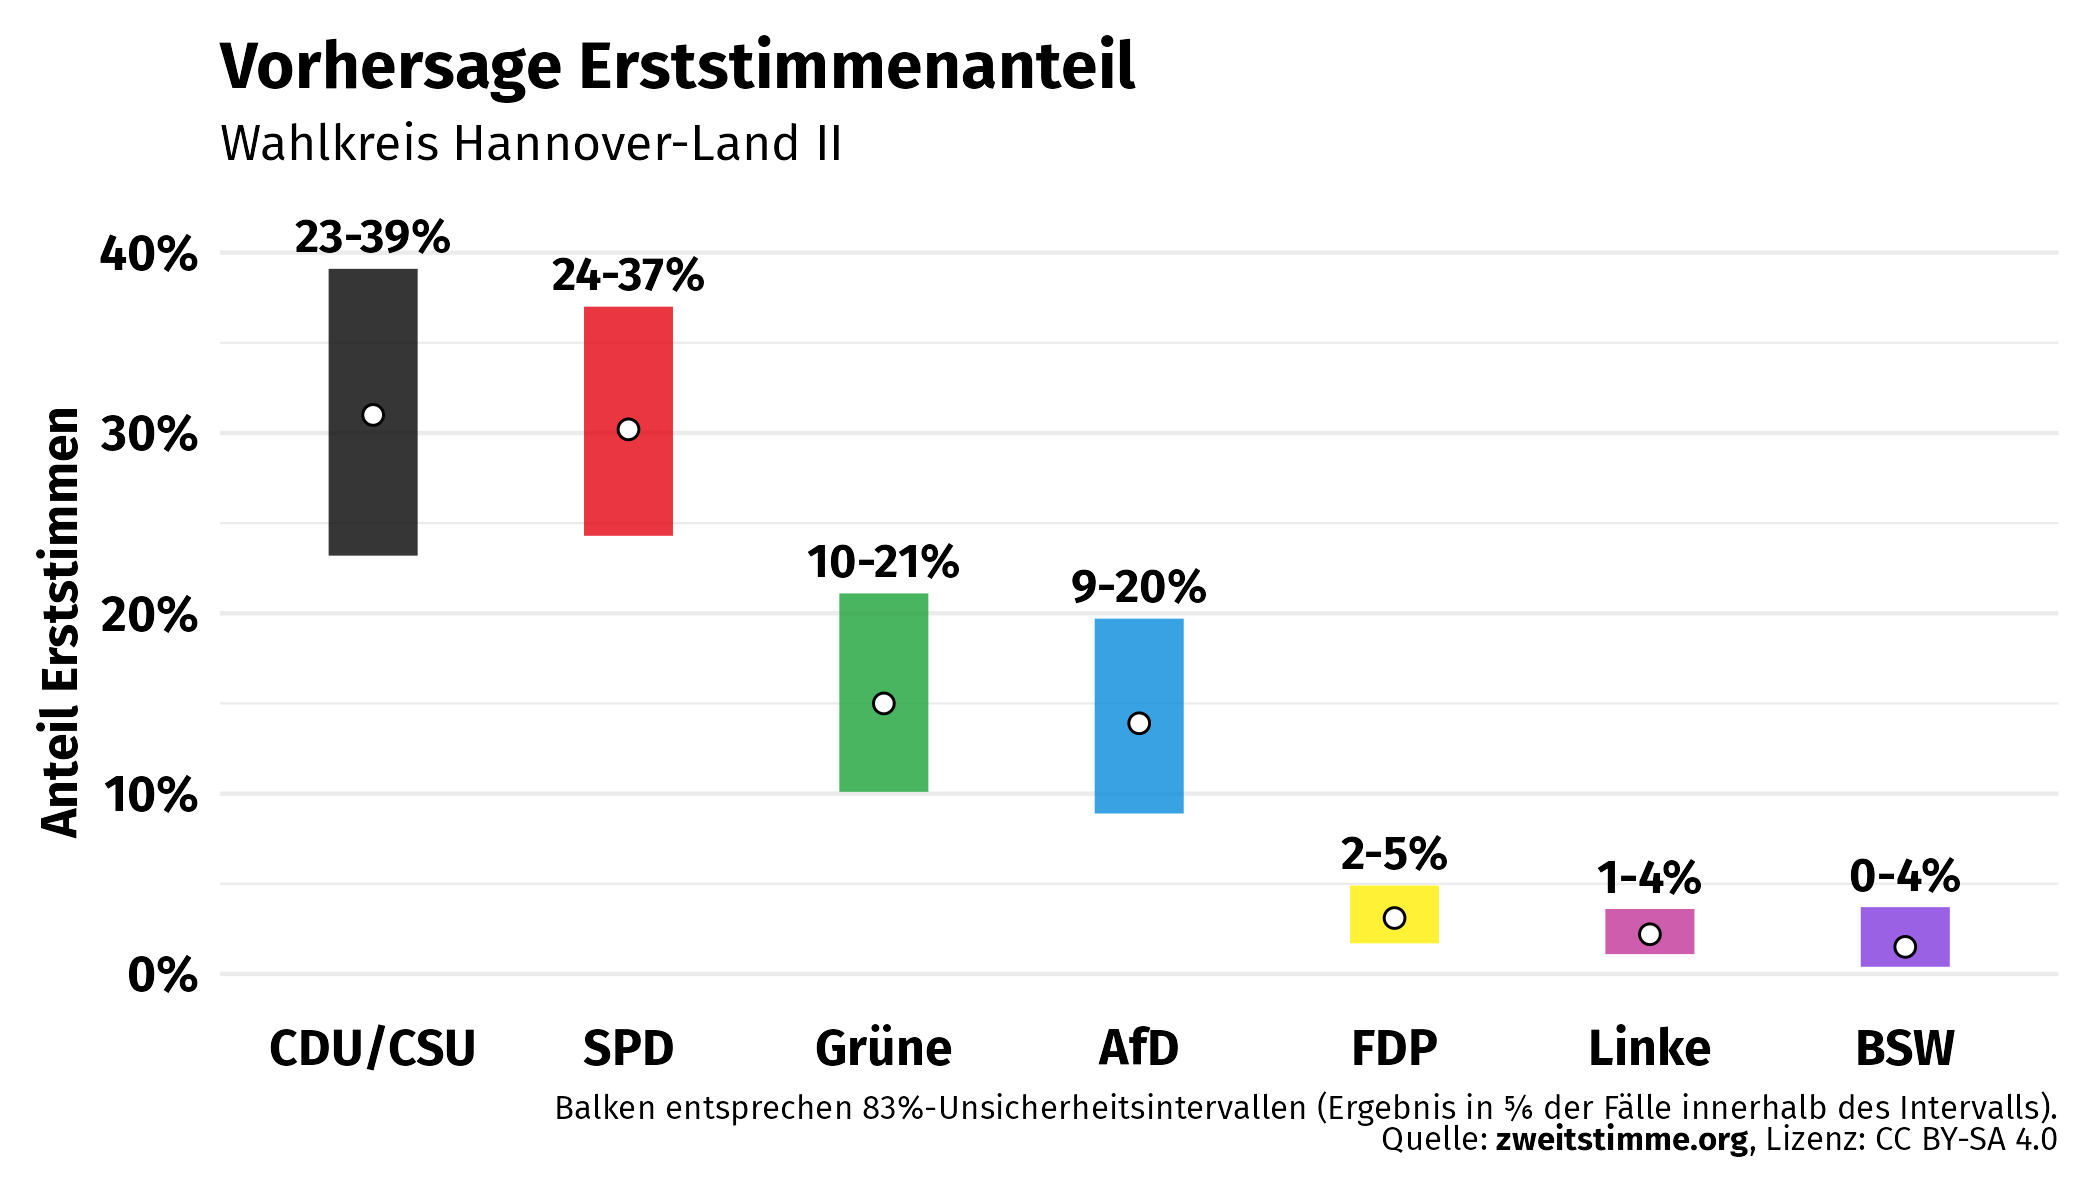 Vorhersage Erststimmenanteil
Wahlkreis Hannover-Land II
Anteil Erststimmen
40%
30%
20%
10%
0%
23-39%
24-37%
10-21%
9-20%
2-5%
1-4%
0-4%
CDU/CSU SPD Grüne AfD FDP Linke BSW
Balken entsprechen 83%-Unsicherheitsintervallen (Ergebnis in ⅚ der Fälle innerhalb des Intervalls).
Quelle: zweitstimme.org, Lizenz: CC BY-SA 4.0